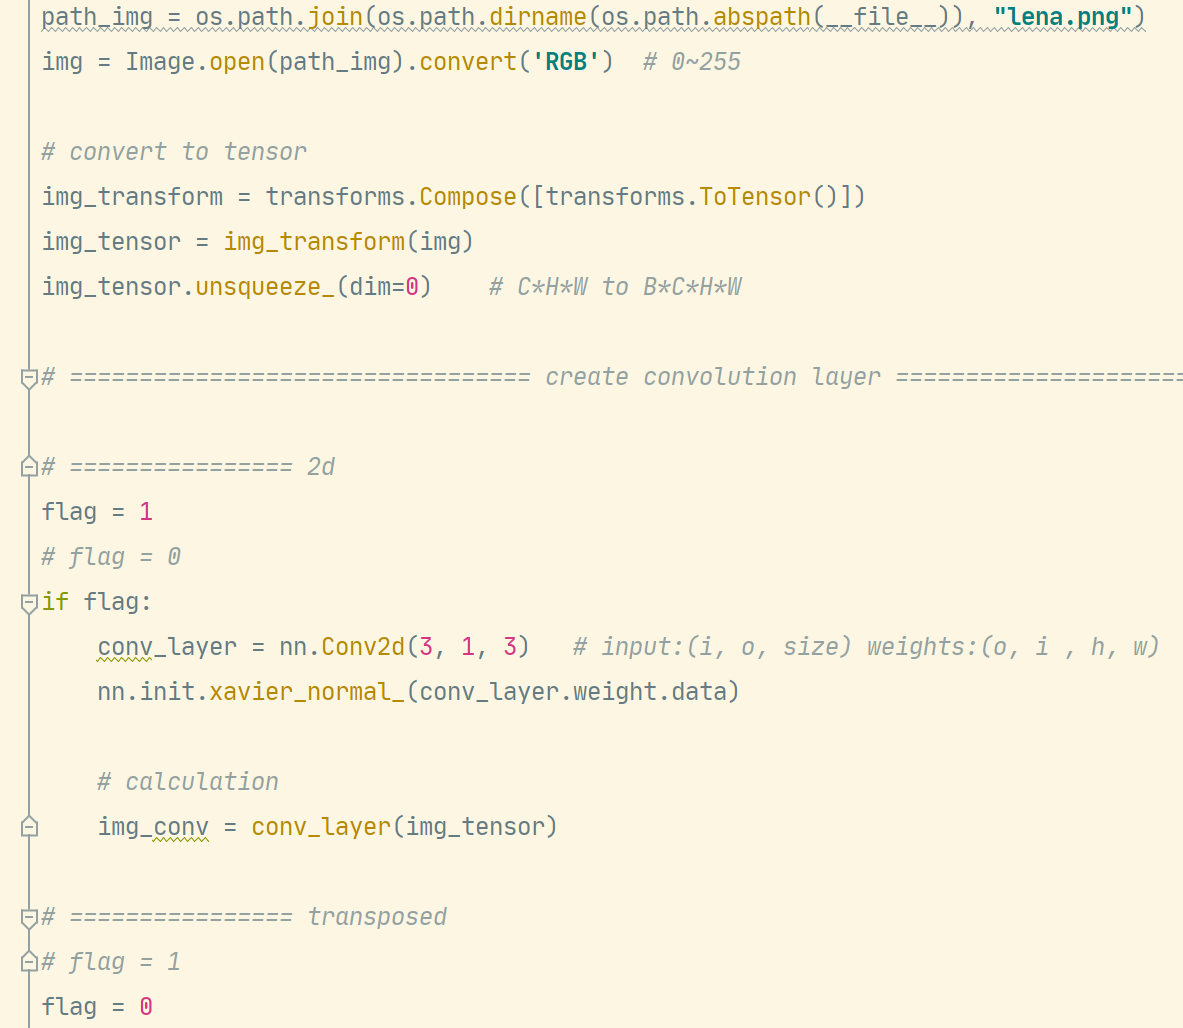 path_img = os.path.join(os.path.dirname(os.path.abspath(__file__)), "lena.png")
img = Image.open(path_img).convert('RGB')  # 0~255
# convert to tensor
img_transform = transforms.Compose([transforms.ToTensor()])
img_tensor = img_transform(img)
img_tensor.unsqueeze_(dim=0)    # C*H*W to B*C*H*W
# ================================= create convolution layer =====================
# ================ 2d
flag = 1
# flag = 0
if flag:
    conv_layer = nn.Conv2d(3, 1, 3)   # input:(i, o, size) weights:(o, i , h, w)
    nn.init.xavier_normal_(conv_layer.weight.data)
    # calculation
    img_conv = conv_layer(img_tensor)
# ================ transposed
# flag = 1
flag = 0